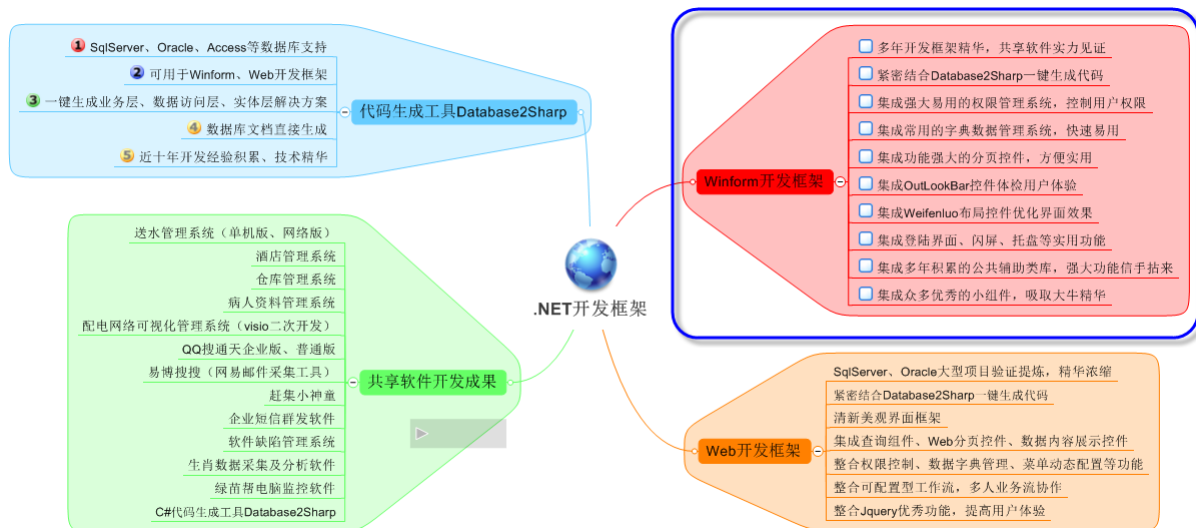 SqlServer、Oracle、Access等数据库支持
可用于Winform、Web开发框架
一键生成业务层、数据访问层、实体层解决方案
数据库文档直接生成
近十年开发经验积累、技术精华
代码生成工具Database2Sharp
多年开发框架精华，共享软件实力见证
紧密结合Database2Sharp一键生成代码
集成强大易用的权限管理系统，控制用户权限
集成常用的字典数据管理系统，快速易用
集成功能强大的分页控件，方便实用
集成OutLookBar控件体检用户体验
集成Weifenluo布局控件优化界面效果
集成登陆界面、闪屏、托盘等实用功能
集成多年积累的公共辅助类库，强大功能信手拈来
集成众多优秀的小组件，吸取大牛精华
Winform开发框架
.NET开发框架
送水管理系统（单机版、网络版）
酒店管理系统
仓库管理系统
病人资料管理系统
配电网络可视化管理系统（visio二次开发）
QQ搜通天企业版、普通版
易博搜搜（网易邮件采集工具）
赶集小神童
企业短信群发软件
软件缺陷管理系统
生肖数据采集及分析软件
绿苗帮电脑监控软件
C#代码生成工具Database2Sharp
共享软件开发成果
SqlServer、Oracle大型项目验证提炼，精华浓缩
紧密结合Database2Sharp一键生成代码
清新美观界面框架
集成查询组件、Web分页控件、数据内容展示控件
整合权限控制、数据字典管理、菜单动态配置等功能
整合可配置型工作流，多人业务流协作
整合Jquery优秀功能，提高用户体验
Web开发框架